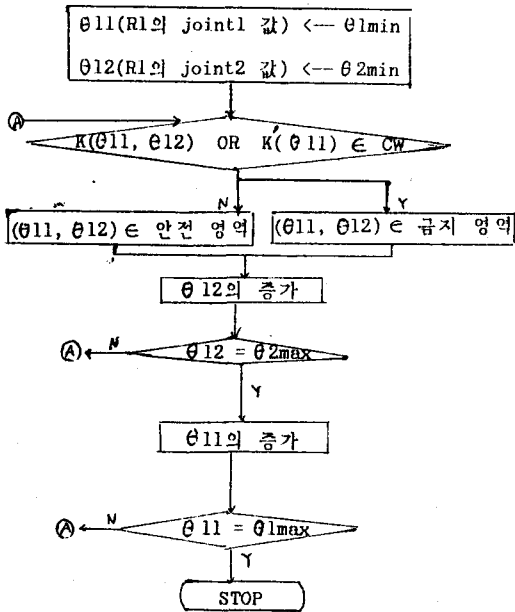 θ11(R1의 joint1 값) <-- θ1min
θ12(R1의 joint2 값) <-- θ2min
Ⓐ
K(θ11, θ12) OR K'(θ11) ∈ CW
N Y
(θ11, θ12) ∈ 안전 영역 (θ11, θ12) ∈ 금지 영역
θ12의 증가
Ⓐ N θ12 = θ2max
Y
θ11의 증가
Ⓐ N θ11 = θ1max
Y
STOP